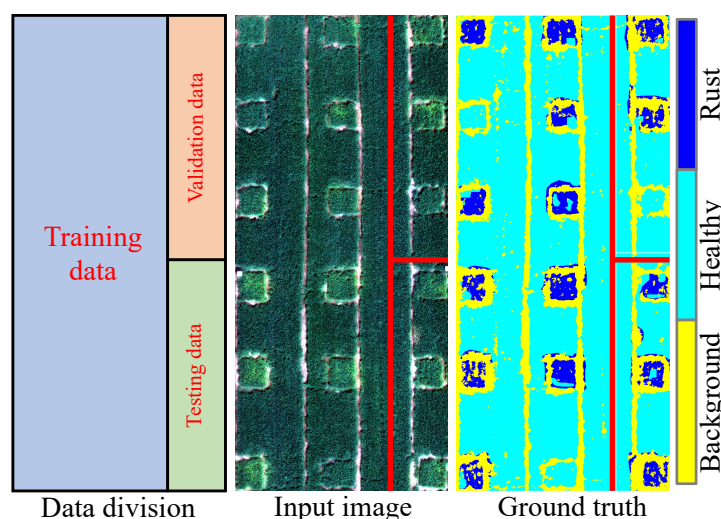 Training
data
Validation data
Testing data
Rust
Healthy
Background
Data division
Input image
Ground truth